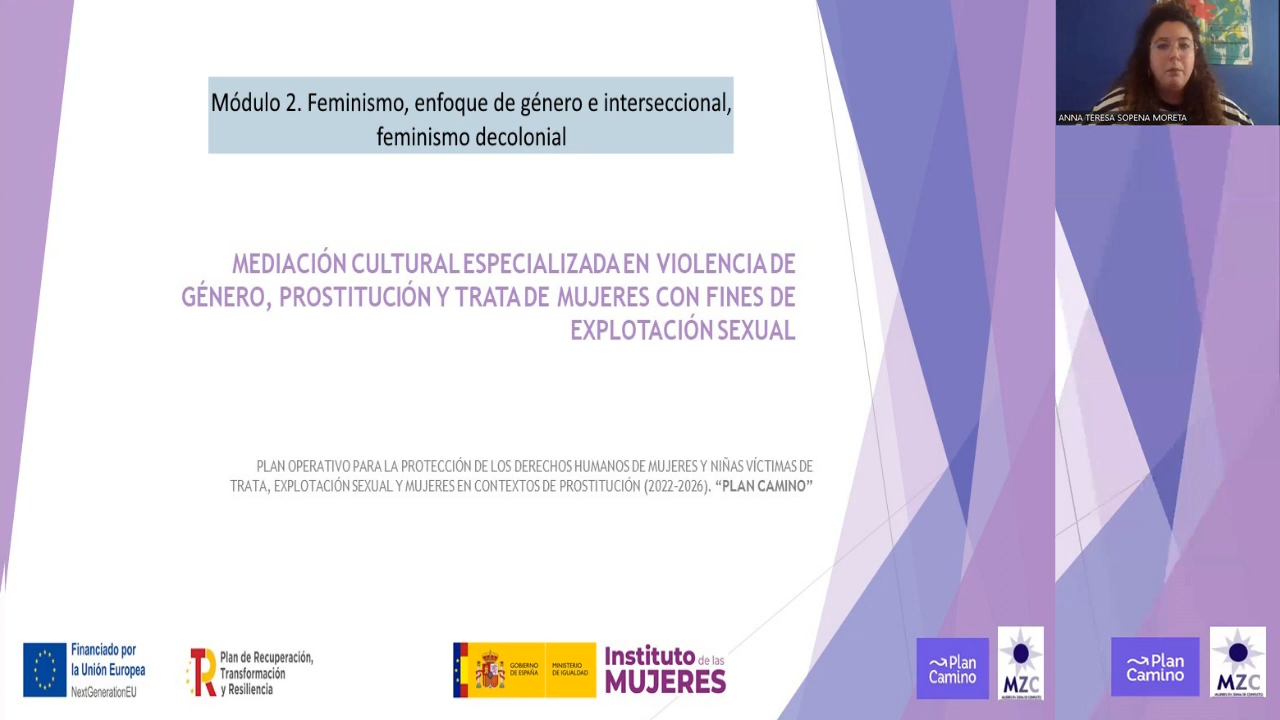 Módulo 2. Feminismo, enfoque de género e interseccional,
feminismo decolonial
ANNA TERESA SOPENA MORETA
MEDIACIÓN CULTURAL ESPECIALIZADA EN VIOLENCIA DE
GÉNERO, PROSTITUCIÓN Y TRATA DE MUJERES CON FINES DE
EXPLOTACIÓN SEXUAL
PLAN OPERATIVO PARA LA PROTECCIÓN DE LOS DERECHOS HUMANOS DE MUJERES Y NIÑAS VÍCTIMAS DE
TRATA, EXPLOTACIÓN SEXUAL Y MUJERES EN CONTEXTOS DE PROSTITUCIÓN (2022-2026). “PLAN CAMINO”
Financiado por
la Unión Europea
NextGenerationEU
Plan de Recuperación,
Transformación
y Resiliencia
GOBIERNO
DE ESPAÑA
MINISTERIO
DE IGUALDAD
Instituto de las
MUJERES
Plan
Camino
MZC
Plan
Camino
MZC